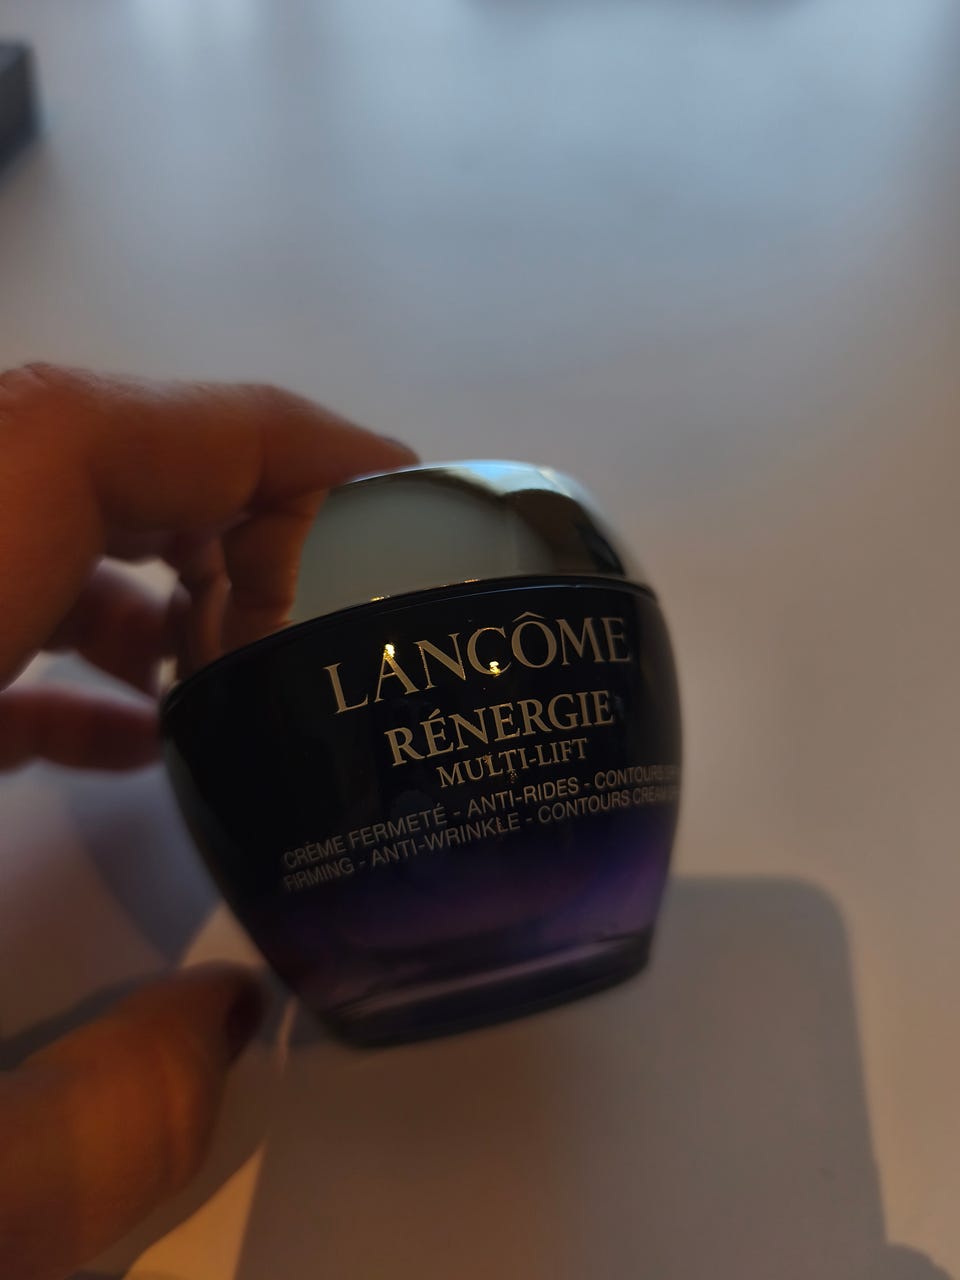 LANCÔME
RÉNERGIE
MULTI-LIFT
CRÈME FERMETÉ - ANTI-RIDES - CONTOURS
FIRMING - ANTI-WRINKLE - CONTOURS CREAM